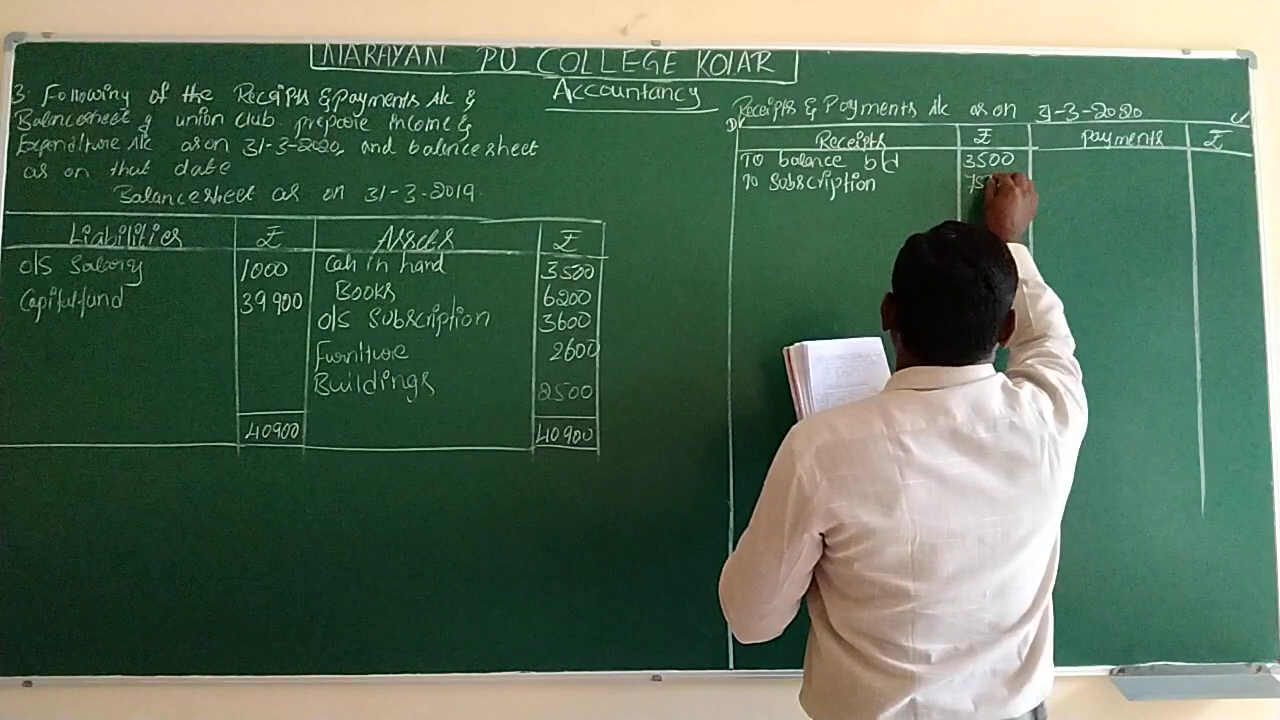 NARAYAN PU COLLEGE KOLAR
Accountancy
3. Following of the Receipts & Payments A/c &
Balancesheet of union club. prepare income &
Expenditure A/c as on 31-3-2020, and balancesheet
as on that date
Balancesheet as on 31-3-2019.
Liabilities ₹ Assets ₹
O/S Salary 1000 Cash in hand 3500
Capital fund 39900 Books 6200
O/S Subscription 3600
Furniture 2600
Buildings 2500
40900 40900
Receipts & Payments A/c as on 31-3-2020
Receipts ₹ payments ₹
TO balance b/d 3500
To Subscription